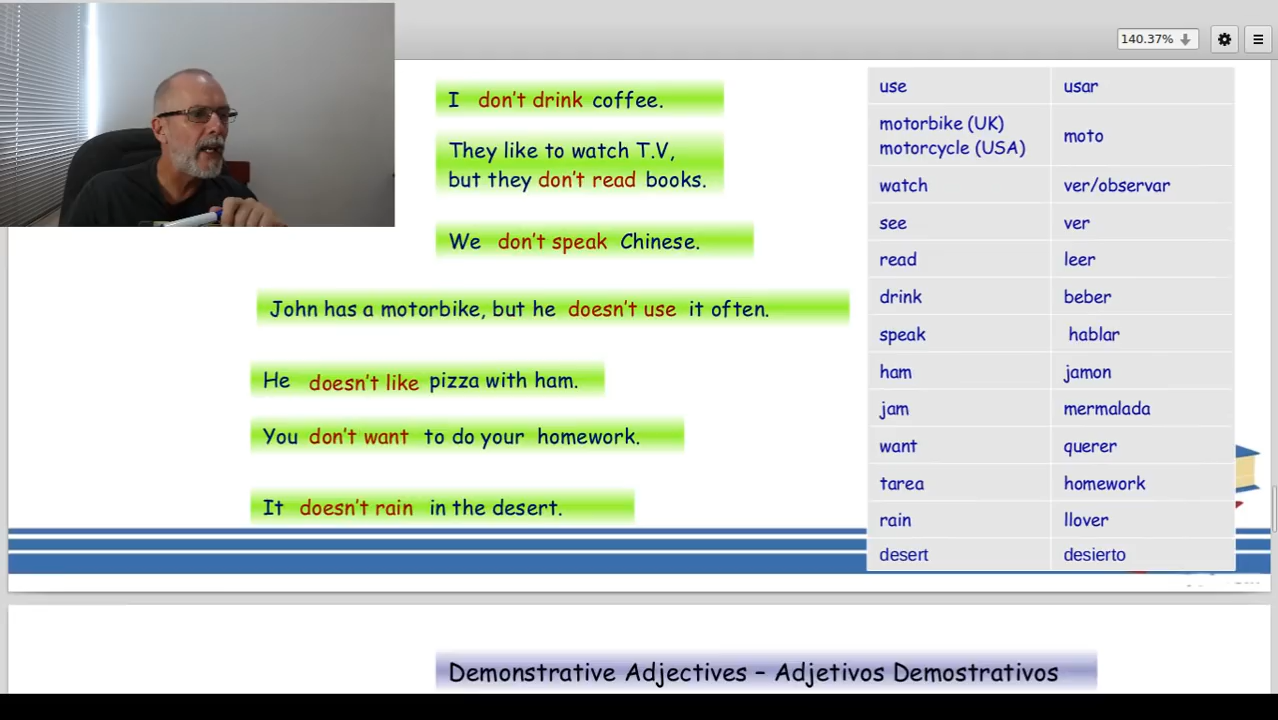 140.37%
I don't drink coffee.
They like to watch T.V,
but they don't read books.
We don't speak Chinese.
John has a motorbike, but he doesn't use it often.
He doesn't like pizza with ham.
You don't want to do your homework.
It doesn't rain in the desert.
use usar
motorbike (UK)
motorcycle (USA) moto
watch ver/observar
see ver
read leer
drink beber
speak hablar
ham jamon
jam mermalada
want querer
tarea homework
rain llover
desert desierto
Demonstrative Adjectives – Adjetivos Demostrativos